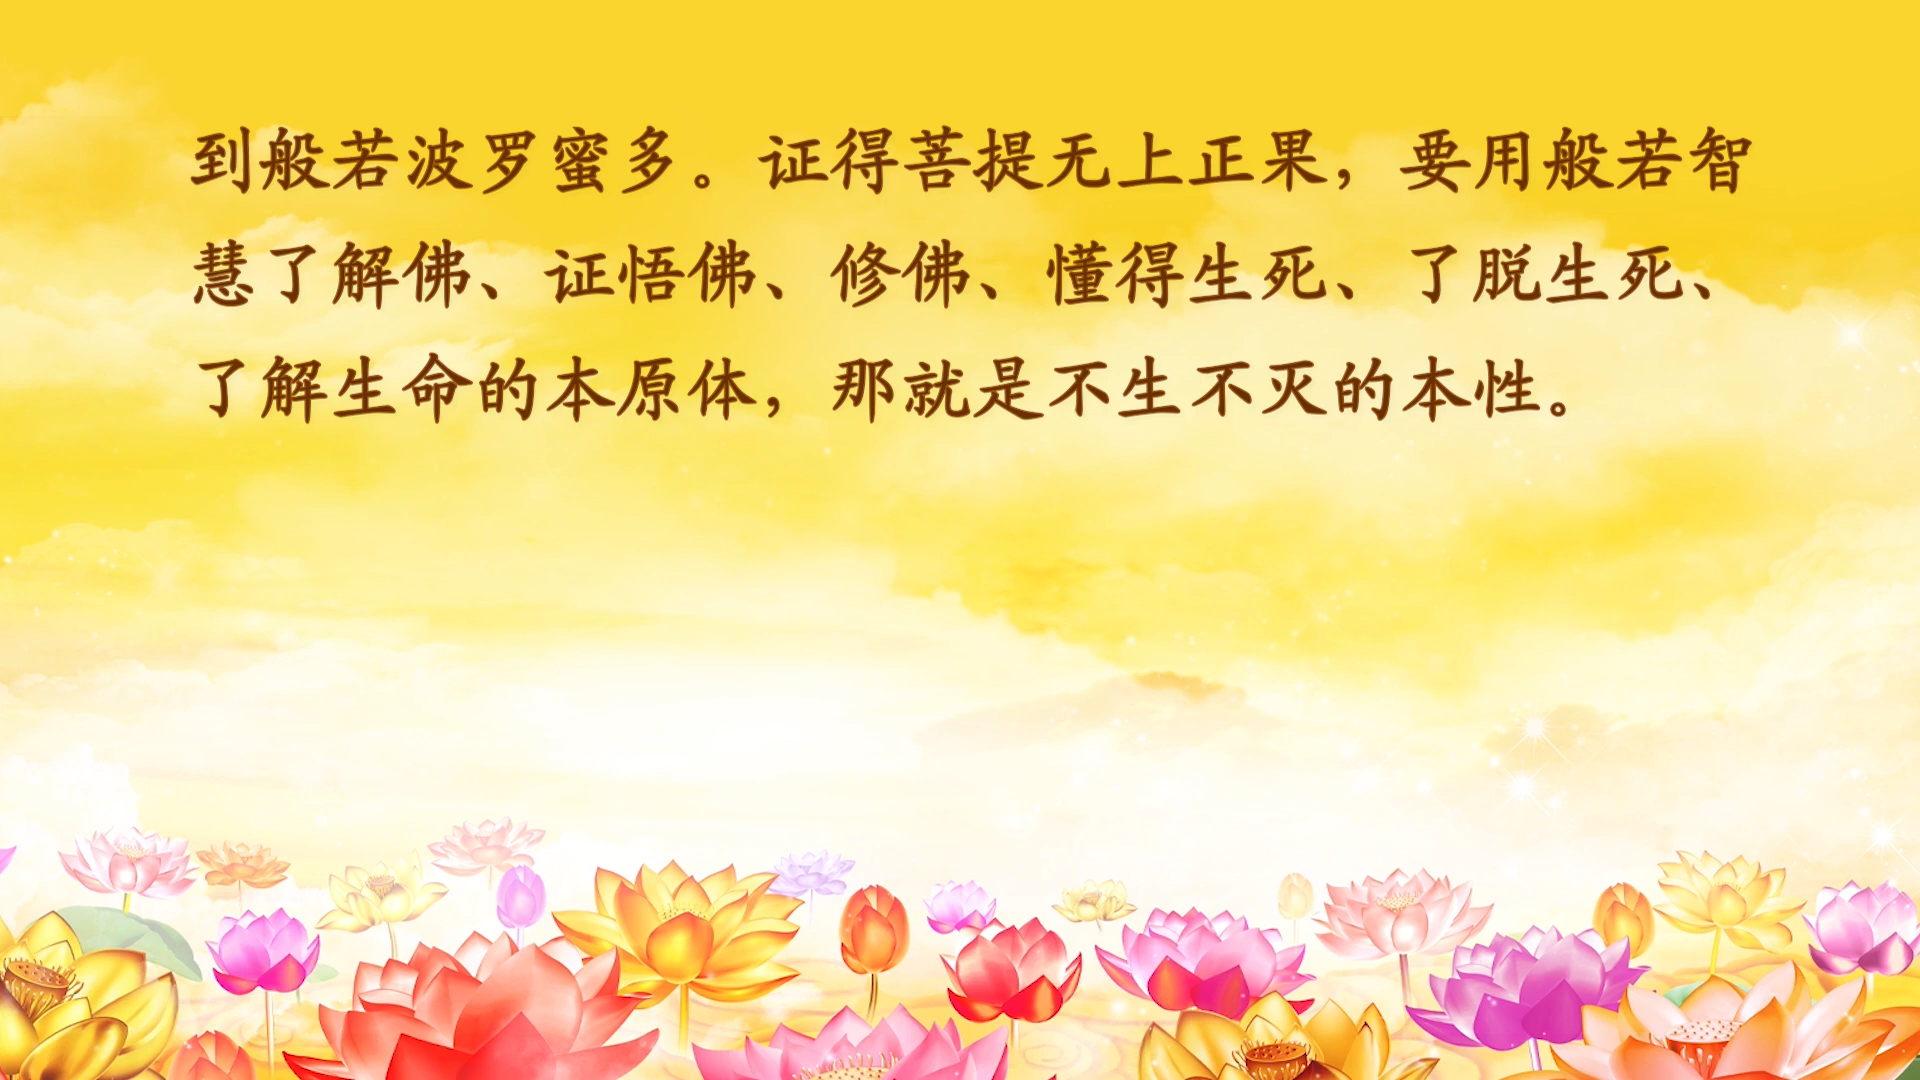 到般若波罗蜜多。证得菩提无上正果，要用般若智
慧了解佛、证悟佛、修佛、懂得生死、了脱生死、
了解生命的本原体，那就是不生不灭的本性。